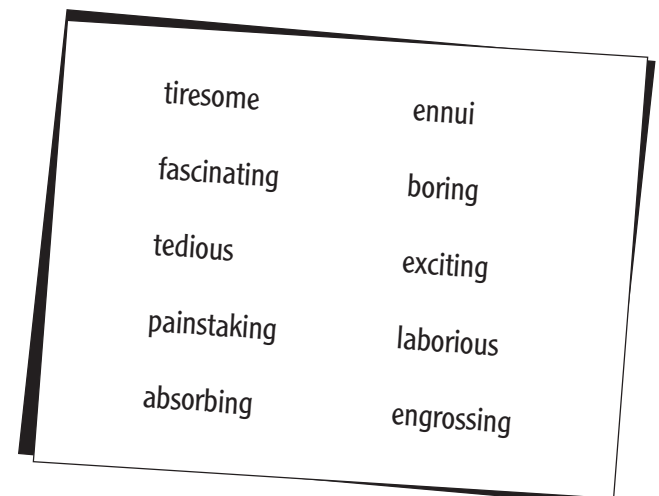 tiresome ennui
fascinating boring
tedious exciting
painstaking laborious
absorbing engrossing